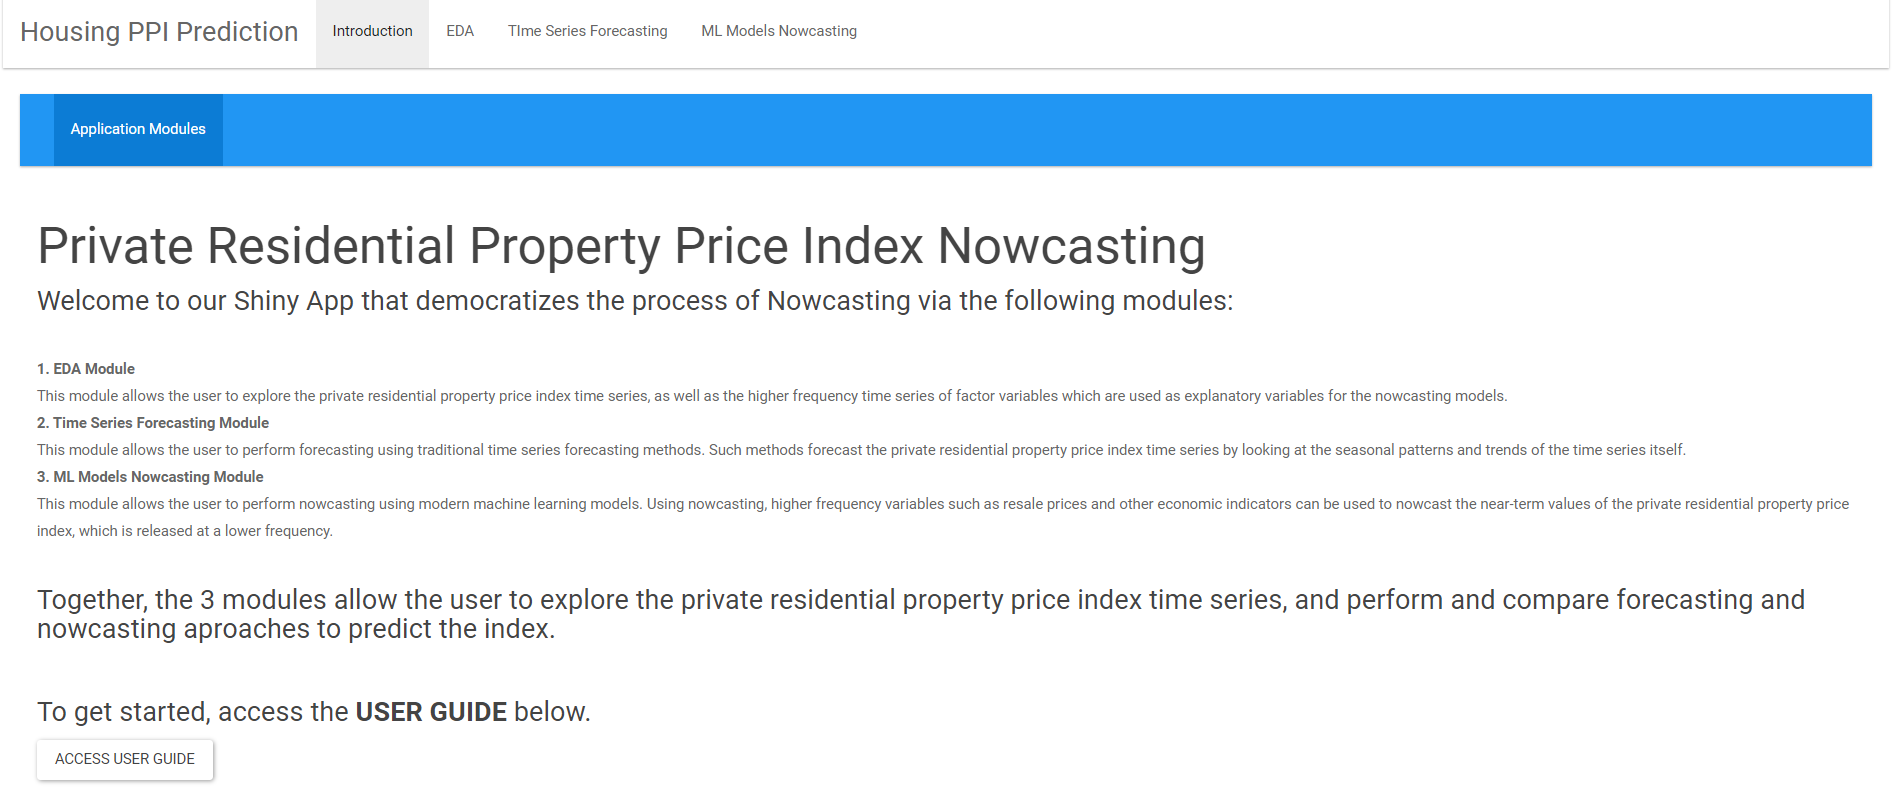 Housing PPI Prediction Introduction EDA TIme Series Forecasting ML Models Nowcasting
Application Modules
Private Residential Property Price Index Nowcasting
Welcome to our Shiny App that democratizes the process of Nowcasting via the following modules:
1. EDA Module
This module allows the user to explore the private residential property price index time series, as well as the higher frequency time series of factor variables which are used as explanatory variables for the nowcasting models.
2. Time Series Forecasting Module
This module allows the user to perform forecasting using traditional time series forecasting methods. Such methods forecast the private residential property price index time series by looking at the seasonal patterns and trends of the time series itself.
3. ML Models Nowcasting Module
This module allows the user to perform nowcasting using modern machine learning models. Using nowcasting, higher frequency variables such as resale prices and other economic indicators can be used to nowcast the near-term values of the private residential property price
index, which is released at a lower frequency.
Together, the 3 modules allow the user to explore the private residential property price index time series, and perform and compare forecasting and
nowcasting aproaches to predict the index.
To get started, access the USER GUIDE below.
ACCESS USER GUIDE